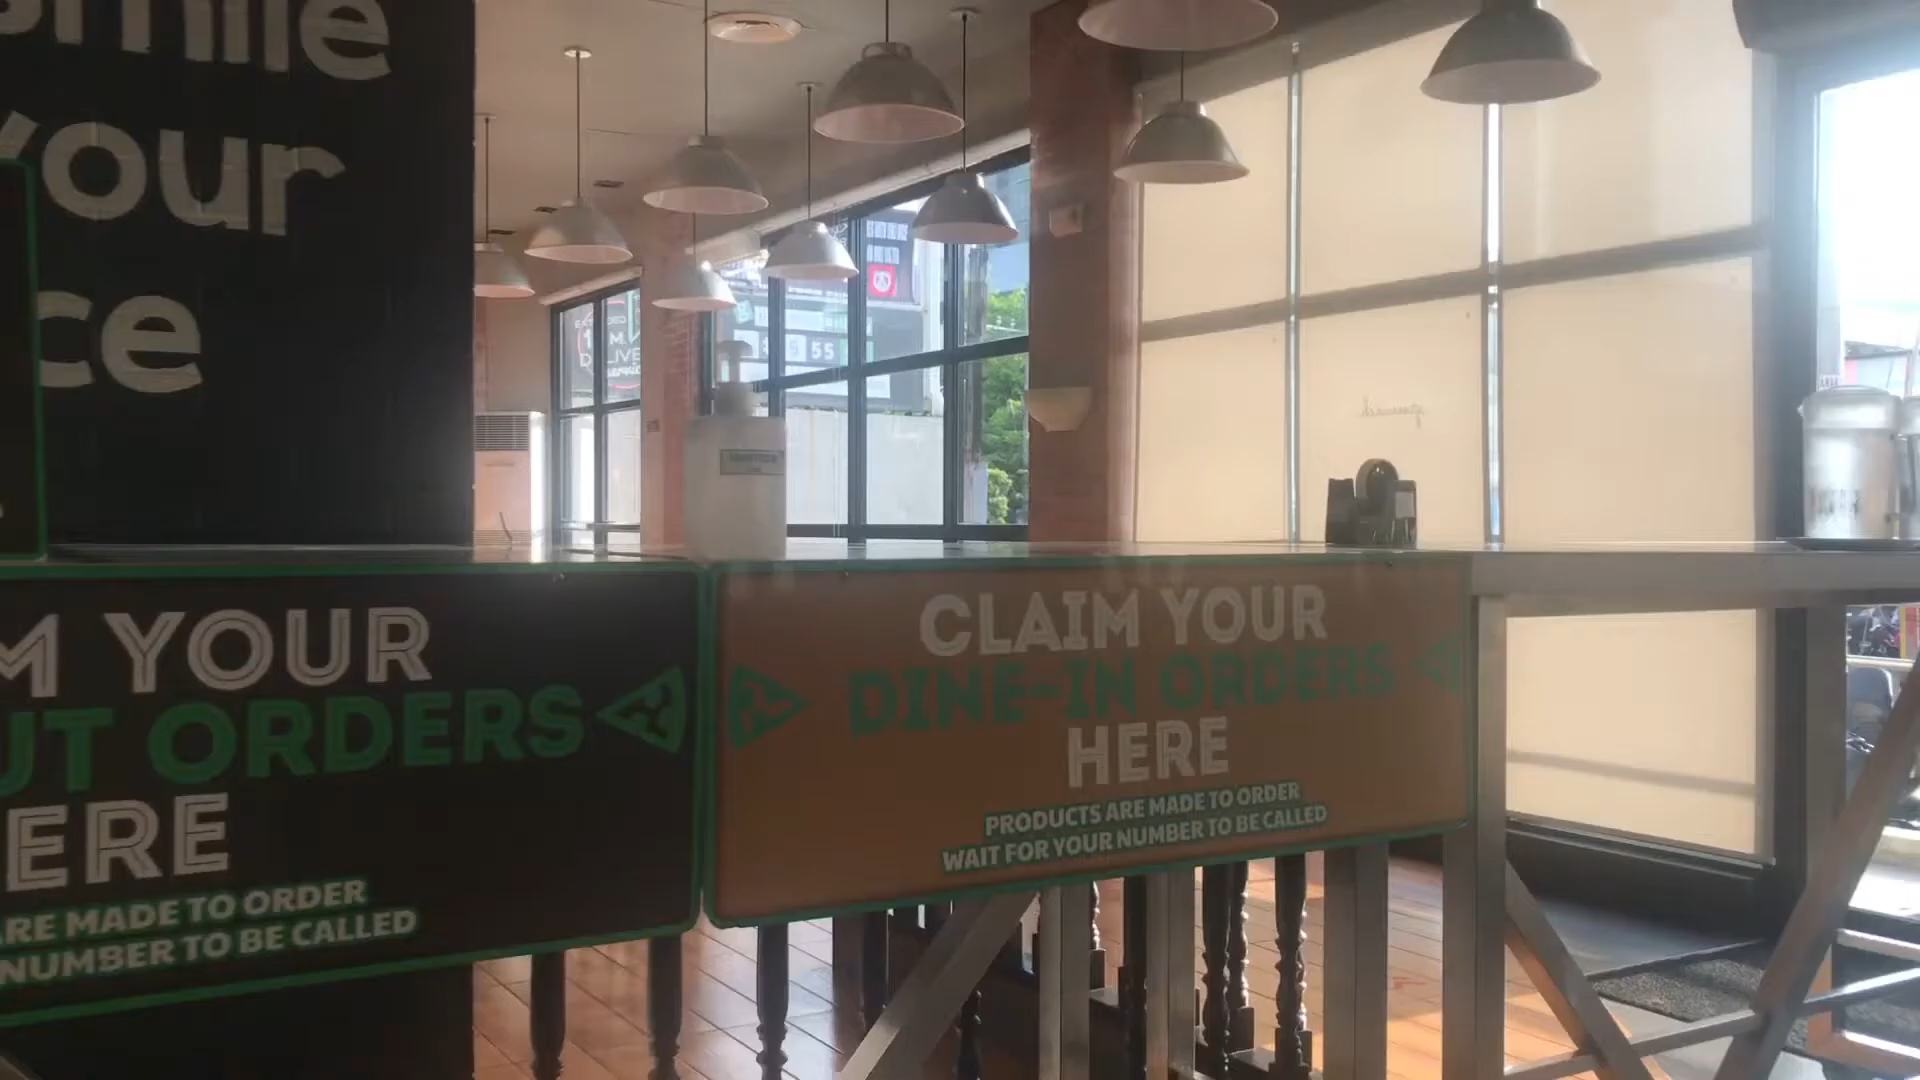 smile
your
ce
M YOUR
UT ORDERS
ERE
ARE MADE TO ORDER
NUMBER TO BE CALLED
CLAIM YOUR
DINE-IN ORDERS
HERE
PRODUCTS ARE MADE TO ORDER
WAIT FOR YOUR NUMBER TO BE CALLED
55